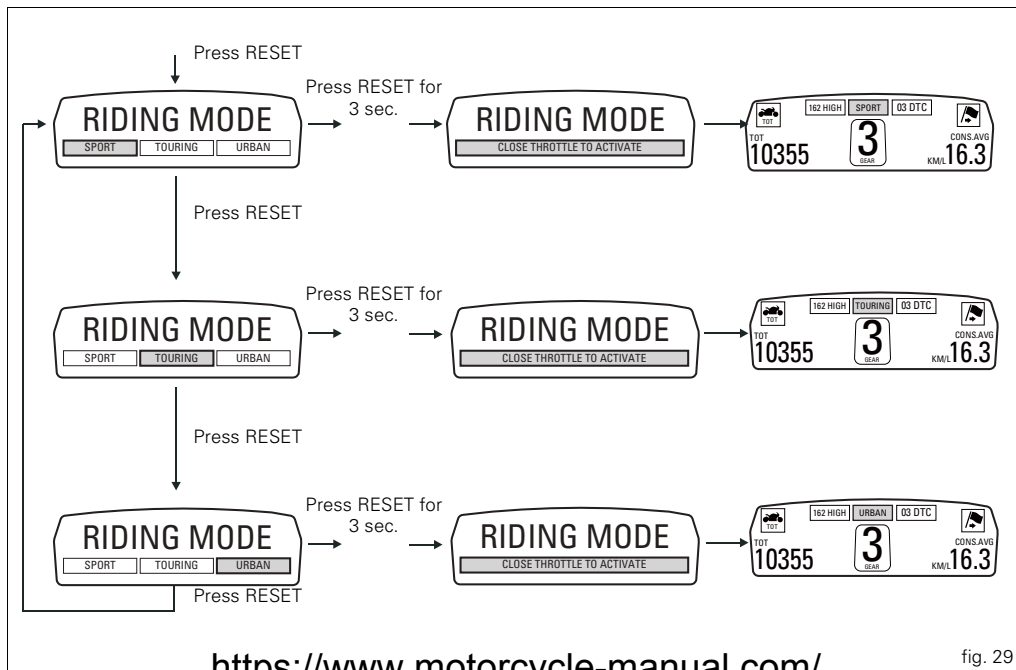 Press RESET
RIDING MODE
SPORT TOURING URBAN
Press RESET for
3 sec.
RIDING MODE
CLOSE THROTTLE TO ACTIVATE
TOT
162 HIGH SPORT 03 DTC
TOT
10355
3
GEAR
CONS.AVG
KM/L 16.3
Press RESET
RIDING MODE
SPORT TOURING URBAN
Press RESET for
3 sec.
RIDING MODE
CLOSE THROTTLE TO ACTIVATE
TOT
162 HIGH TOURING 03 DTC
TOT
10355
3
GEAR
CONS.AVG
KM/L 16.3
Press RESET
RIDING MODE
SPORT TOURING URBAN
Press RESET for
3 sec.
RIDING MODE
CLOSE THROTTLE TO ACTIVATE
TOT
162 HIGH URBAN 03 DTC
TOT
10355
3
GEAR
CONS.AVG
KM/L 16.3
Press RESET
https://www.motorcycle-manual.com/
fig. 29